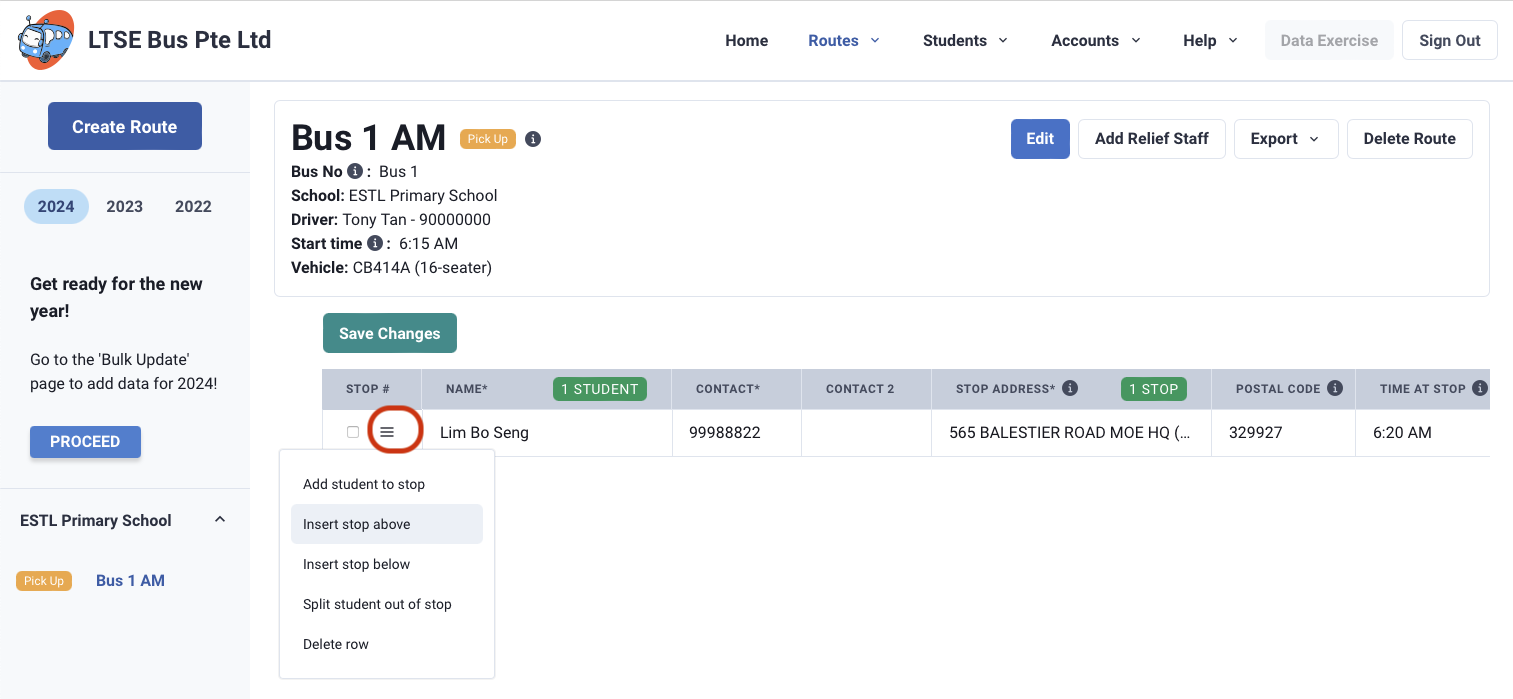 LTSE Bus Pte Ltd
Home
Routes
Students
Accounts
Help
Data Exercise
Sign Out
Create Route
2024 2023 2022
Get ready for the new
year!
Go to the 'Bulk Update'
page to add data for 2024!
PROCEED
ESTL Primary School
Pick Up Bus 1 AM
Bus 1 AM Pick Up
Bus No : Bus 1
School: ESTL Primary School
Driver: Tony Tan - 90000000
Start time : 6:15 AM
Vehicle: CB414A (16-seater)
Edit
Add Relief Staff
Export
Delete Route
Save Changes
STOP # NAME* 1 STUDENT CONTACT* CONTACT 2 STOP ADDRESS* 1 STOP POSTAL CODE TIME AT STOP
Lim Bo Seng 99988822 565 BALESTIER ROAD MOE HQ (... 329927 6:20 AM
Add student to stop
Insert stop above
Insert stop below
Split student out of stop
Delete row